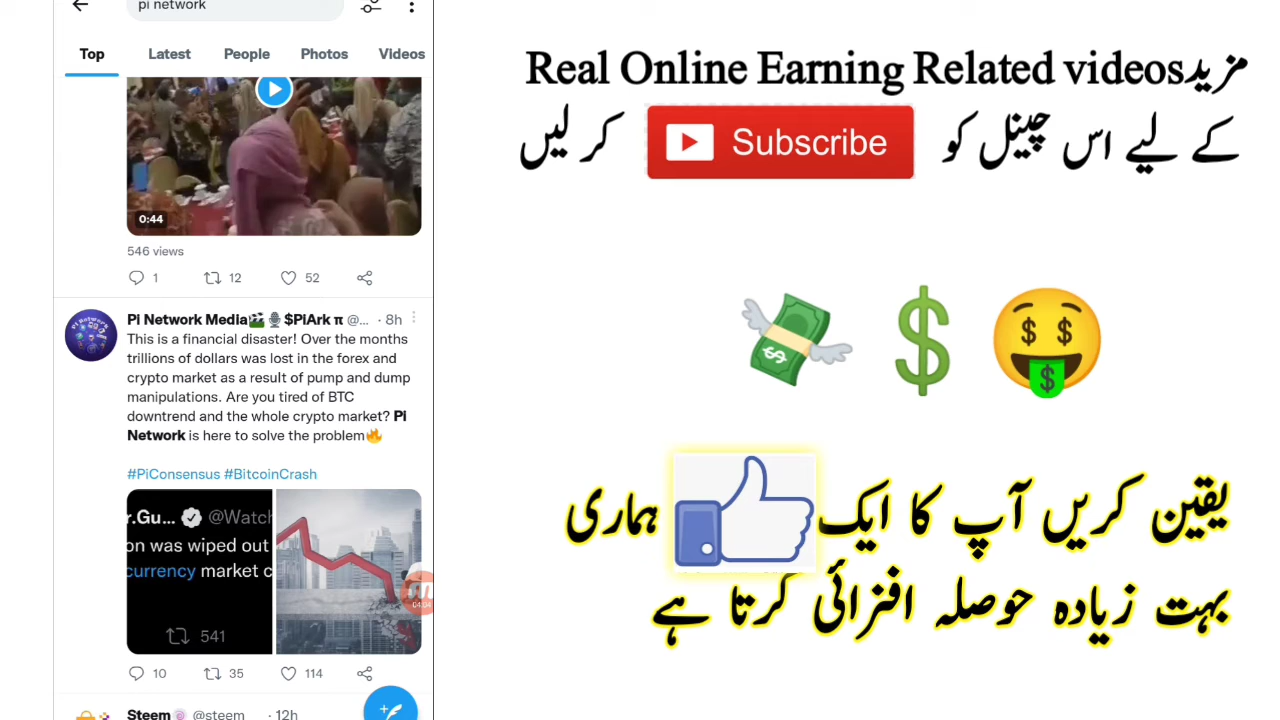 pi network
Top Latest People Photos Videos
0:44
546 views
1 12 52
Pi Network Media🎬🎙️ $PiArk π @... · 8h
This is a financial disaster! Over the months
trillions of dollars was lost in the forex and
crypto market as a result of pump and dump
manipulations. Are you tired of BTC
downtrend and the whole crypto market? Pi
Network is here to solve the problem🔥
#PiConsensus #BitcoinCrash
r.Gu... @Watch
on was wiped out
currency market c
541
04:04
10 35 114
Steem @steem · 12h
مزید Real Online Earning Related videos
کے لیے اس چینل کو Subscribe کر لیں
یقین کریں آپ کا ایک ہماری
بہت زیادہ حوصلہ افزائی کرتا ہے